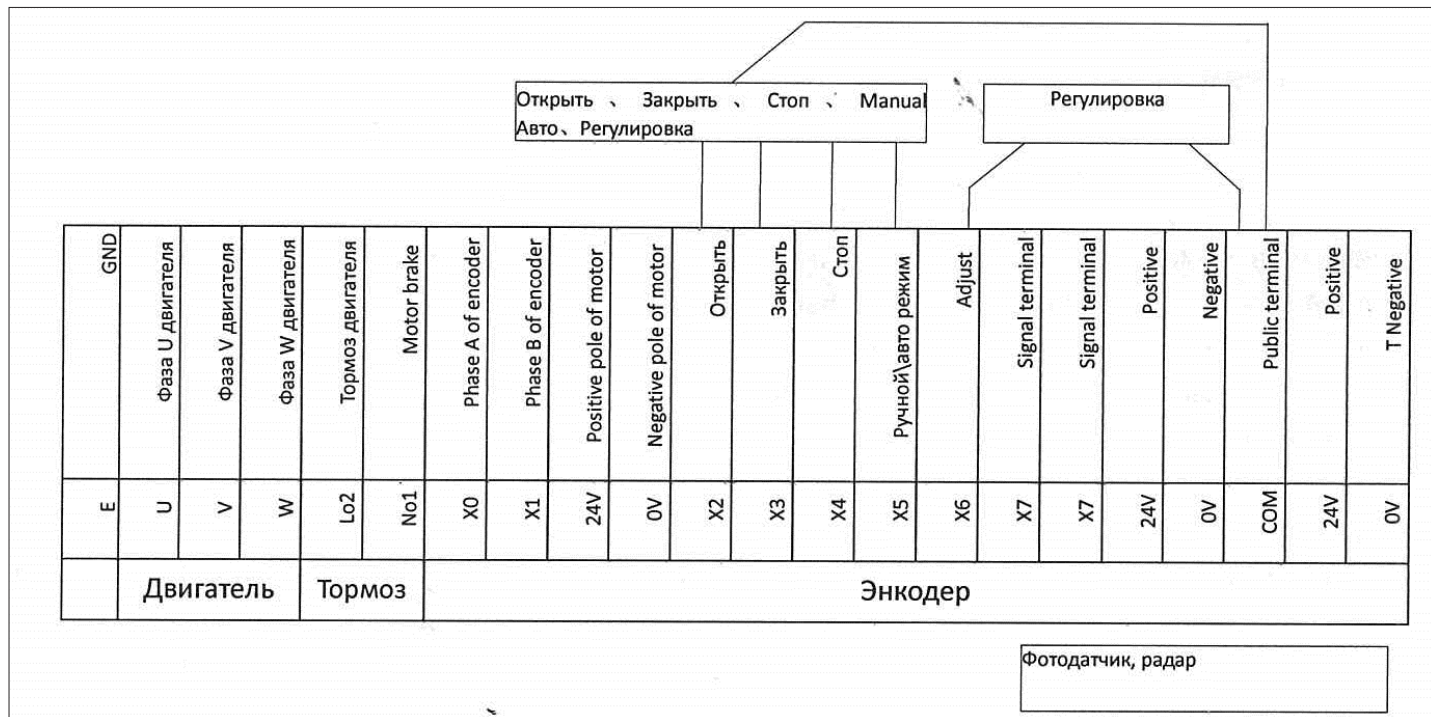 Открыть 、 Закрыть 、 Стоп 、 Manual
Авто、Регулировка
Регулировка
GND
Фаза U двигателя
Фаза V двигателя
Фаза W двигателя
Тормоз двигателя
Motor brake
Phase A of encoder
Phase B of encoder
Positive pole of motor
Negative pole of motor
Открыть
Закрыть
Стоп
Ручной\авто режим
Adjust
Signal terminal
Signal terminal
Positive
Negative
Public terminal
Positive
T Negative
E
U
V
W
Lo2
No1
X0
X1
24V
0V
X2
X3
X4
X5
X6
X7
X7
24V
0V
COM
24V
0V
Двигатель
Тормоз
Энкодер
Фотодатчик, радар